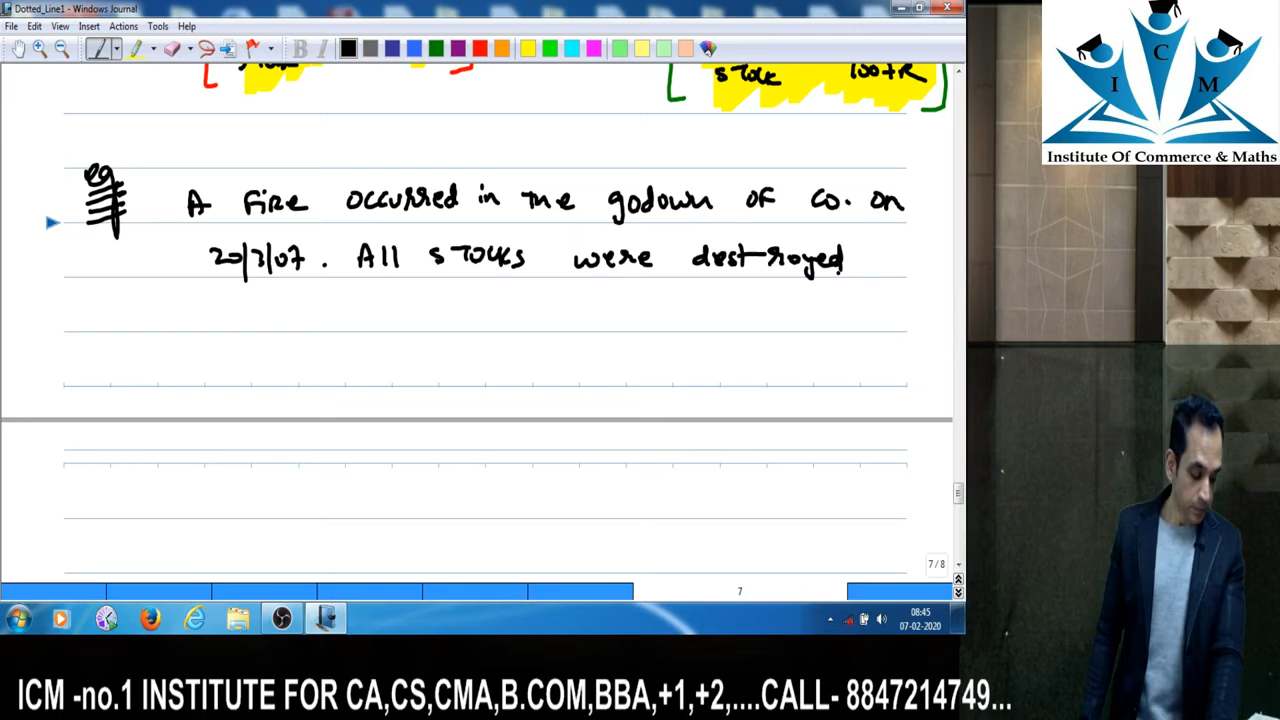 Dotted_Line1 - Windows Journal
File Edit View Insert Actions Tools Help
B I
stock 100+R
eg
A Fire occurred in the godown of co. on
20/3/07. All stocks were destroyed
7/8
7
08:45
07-02-2020
I C M
Institute Of Commerce & Maths
ICM -no.1 INSTITUTE FOR CA,CS,CMA,B.COM,BBA,+1,+2,....CALL- 8847214749...